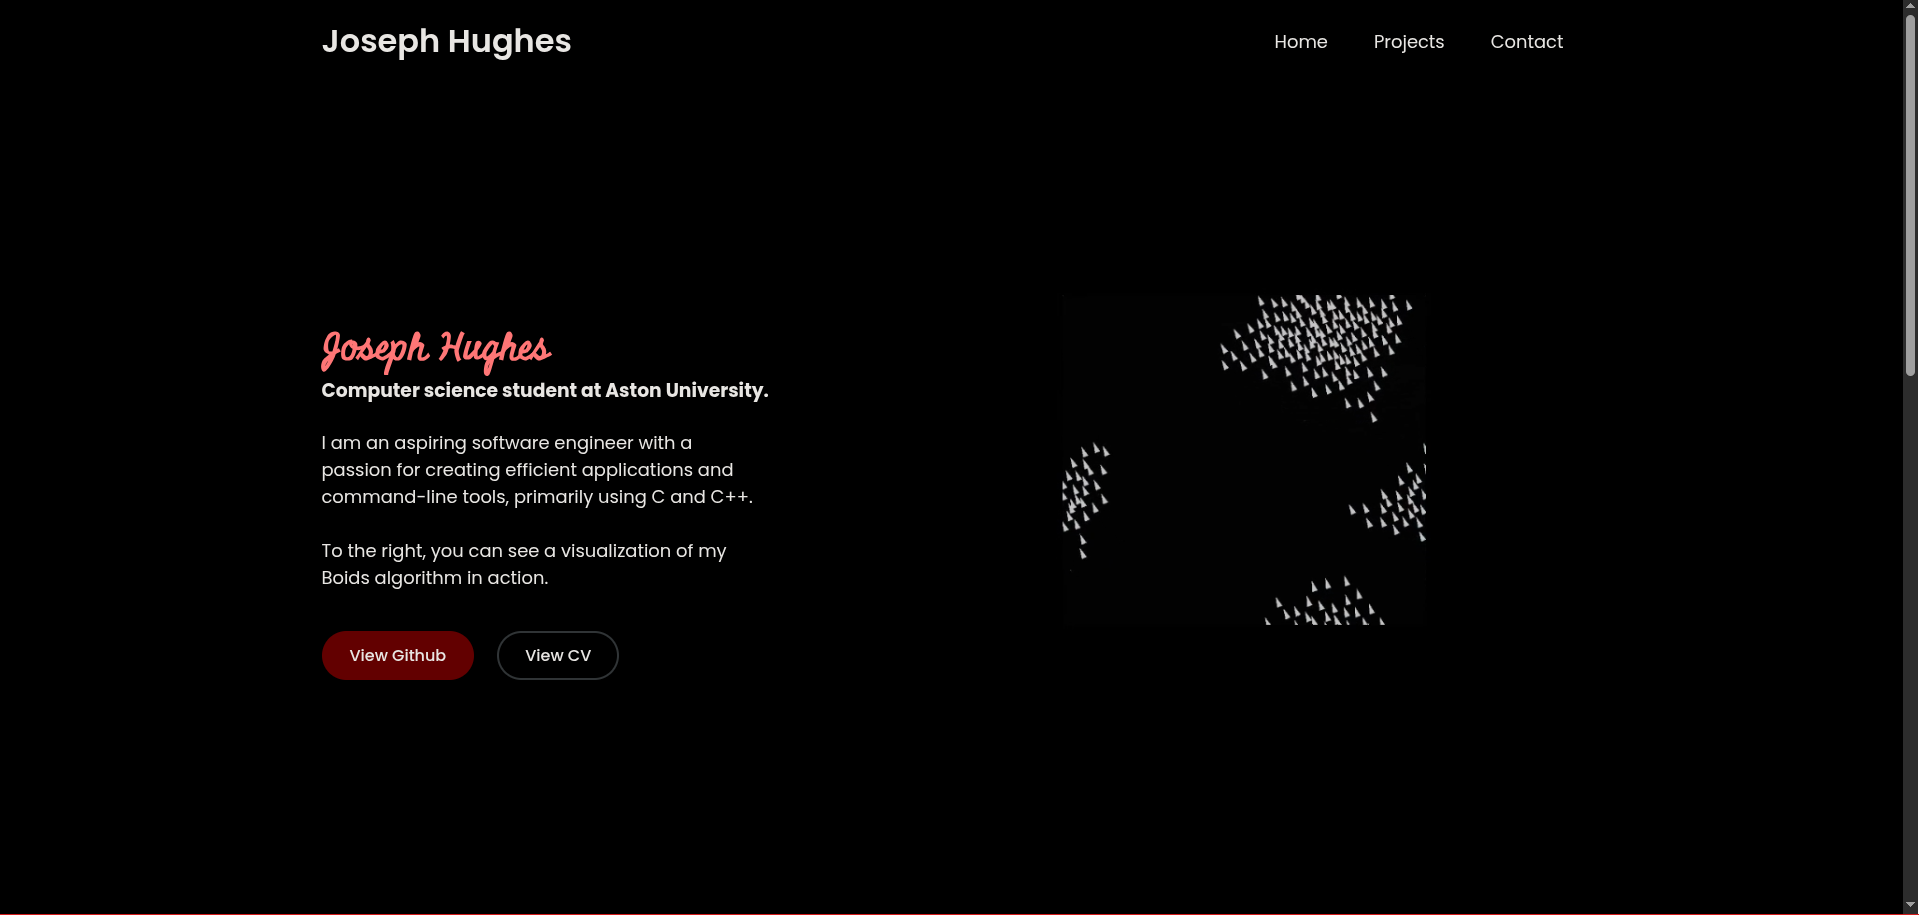 Joseph Hughes
Home Projects Contact
Joseph Hughes
Computer science student at Aston University.
I am an aspiring software engineer with a
passion for creating efficient applications and
command-line tools, primarily using C and C++.
To the right, you can see a visualization of my
Boids algorithm in action.
View Github
View CV